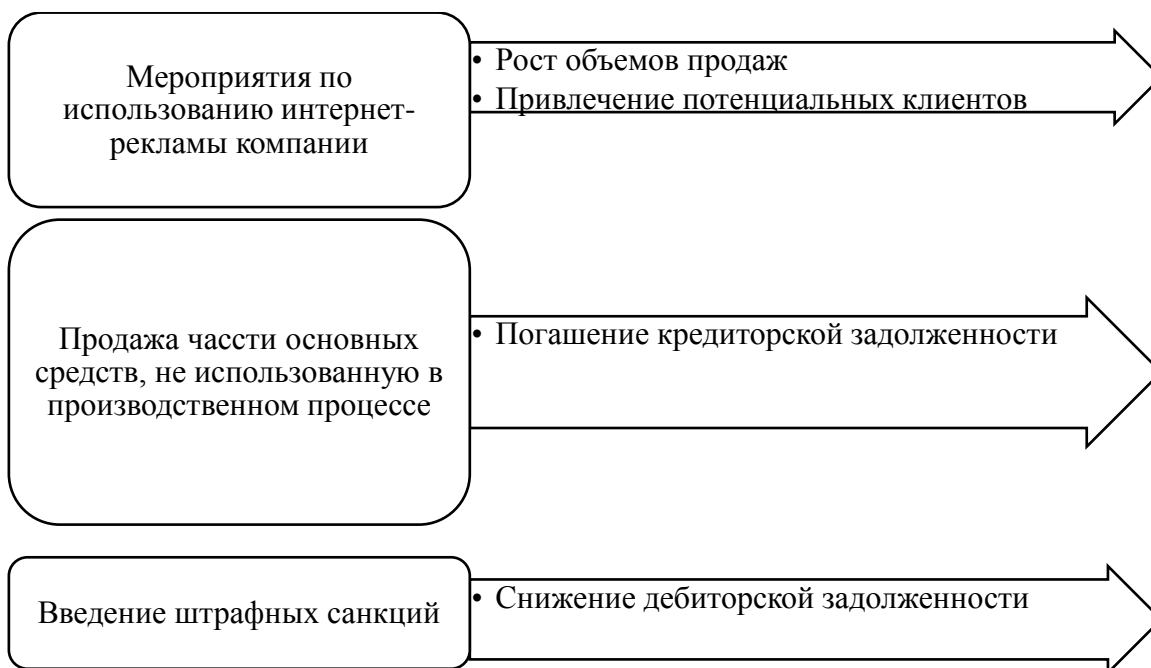 Мероприятия по
использованию интернет-
рекламы компании
• Рост объемов продаж
• Привлечение потенциальных клиентов
Продажа чассти основных
средств, не использованную в
производственном процессе
• Погашение кредиторской задолженности
Введение штрафных санкций
• Снижение дебиторской задолженности